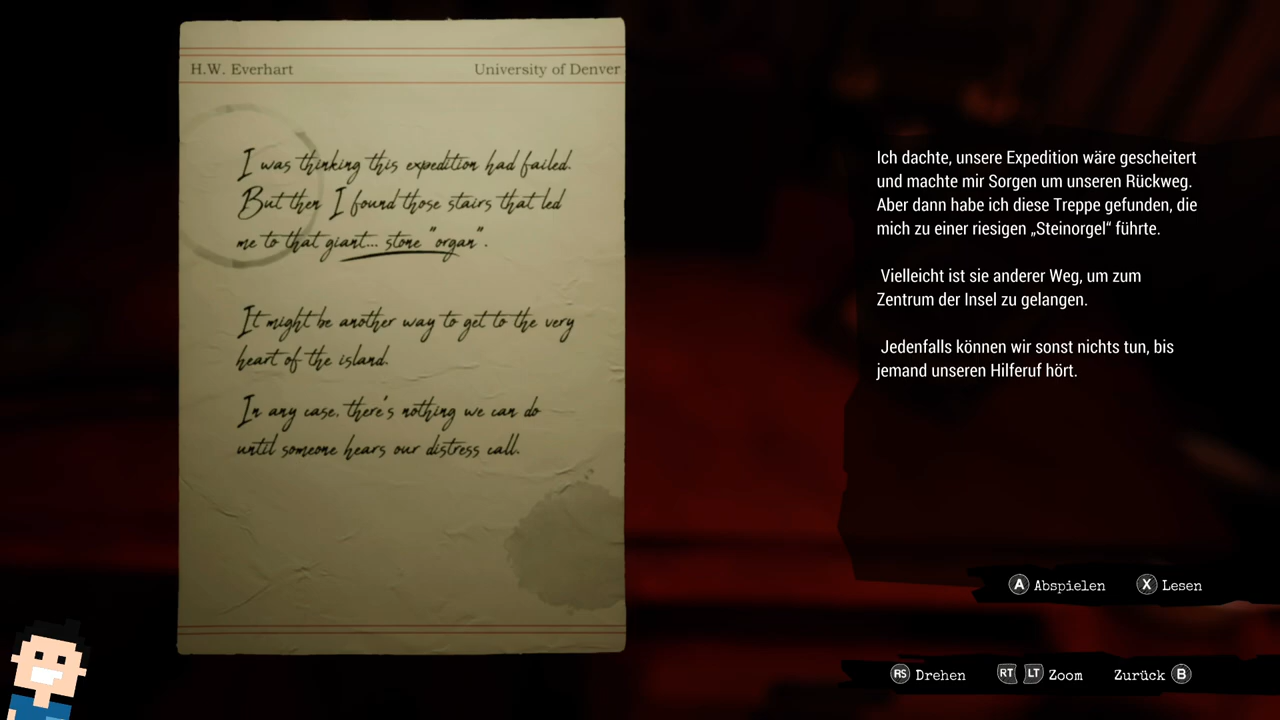 H.W. Everhart University of Denver
I was thinking this expedition had failed.
But then I found those stairs that led
me to that giant... stone "organ".
It might be another way to get to the very
heart of the island.
In any case, there's nothing we can do
until someone hears our distress call.
Ich dachte, unsere Expedition wäre gescheitert
und machte mir Sorgen um unseren Rückweg.
Aber dann habe ich diese Treppe gefunden, die
mich zu einer riesigen „Steinorgel" führte.
Vielleicht ist sie anderer Weg, um zum
Zentrum der Insel zu gelangen.
Jedenfalls können wir sonst nichts tun, bis
jemand unseren Hilferuf hört.
A Abspielen X Lesen
RS Drehen RT LT Zoom Zurück B